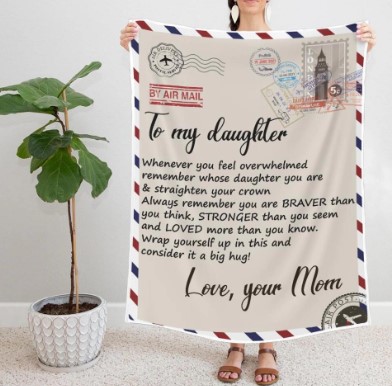 BY AIR MAIL
LONDON
5c
To my daughter
Whenever you feel overwhelmed
remember whose daughter you are
& straighten your crown
Always remember you are BRAVER than
you think, STRONGER than you seem
and LOVED more than you know.
Wrap yourself up in this and
consider it a big hug!
Love, your Mom